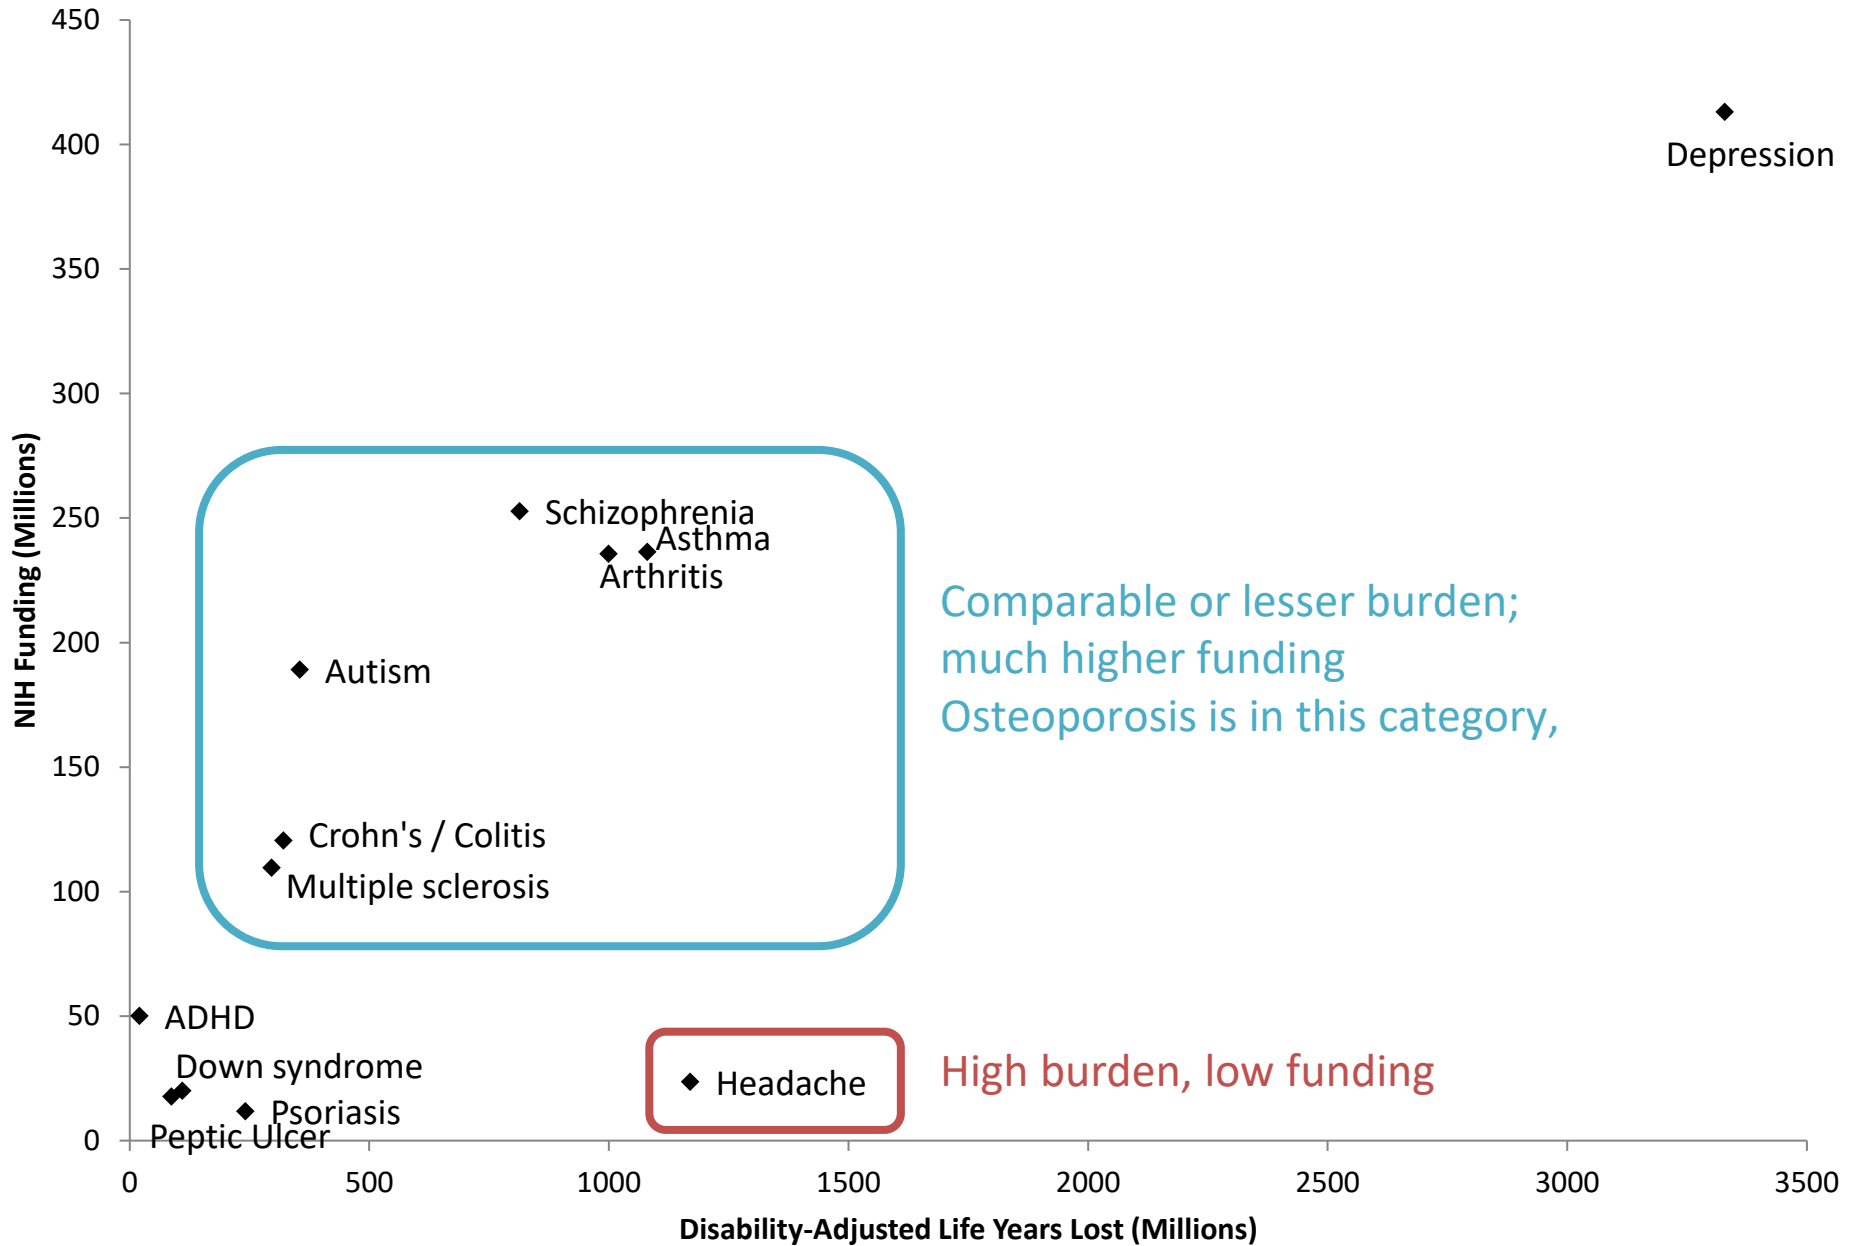 450
400
350
300
250
200
150
100
50
0
NIH Funding (Millions)
Depression
Schizophrenia
Asthma
Arthritis
Autism
Crohn's / Colitis
Multiple sclerosis
Comparable or lesser burden;
much higher funding
Osteoporosis is in this category,
ADHD
Down syndrome
Psoriasis
Peptic Ulcer
Headache
High burden, low funding
0 500 1000 1500 2000 2500 3000 3500
Disability-Adjusted Life Years Lost (Millions)